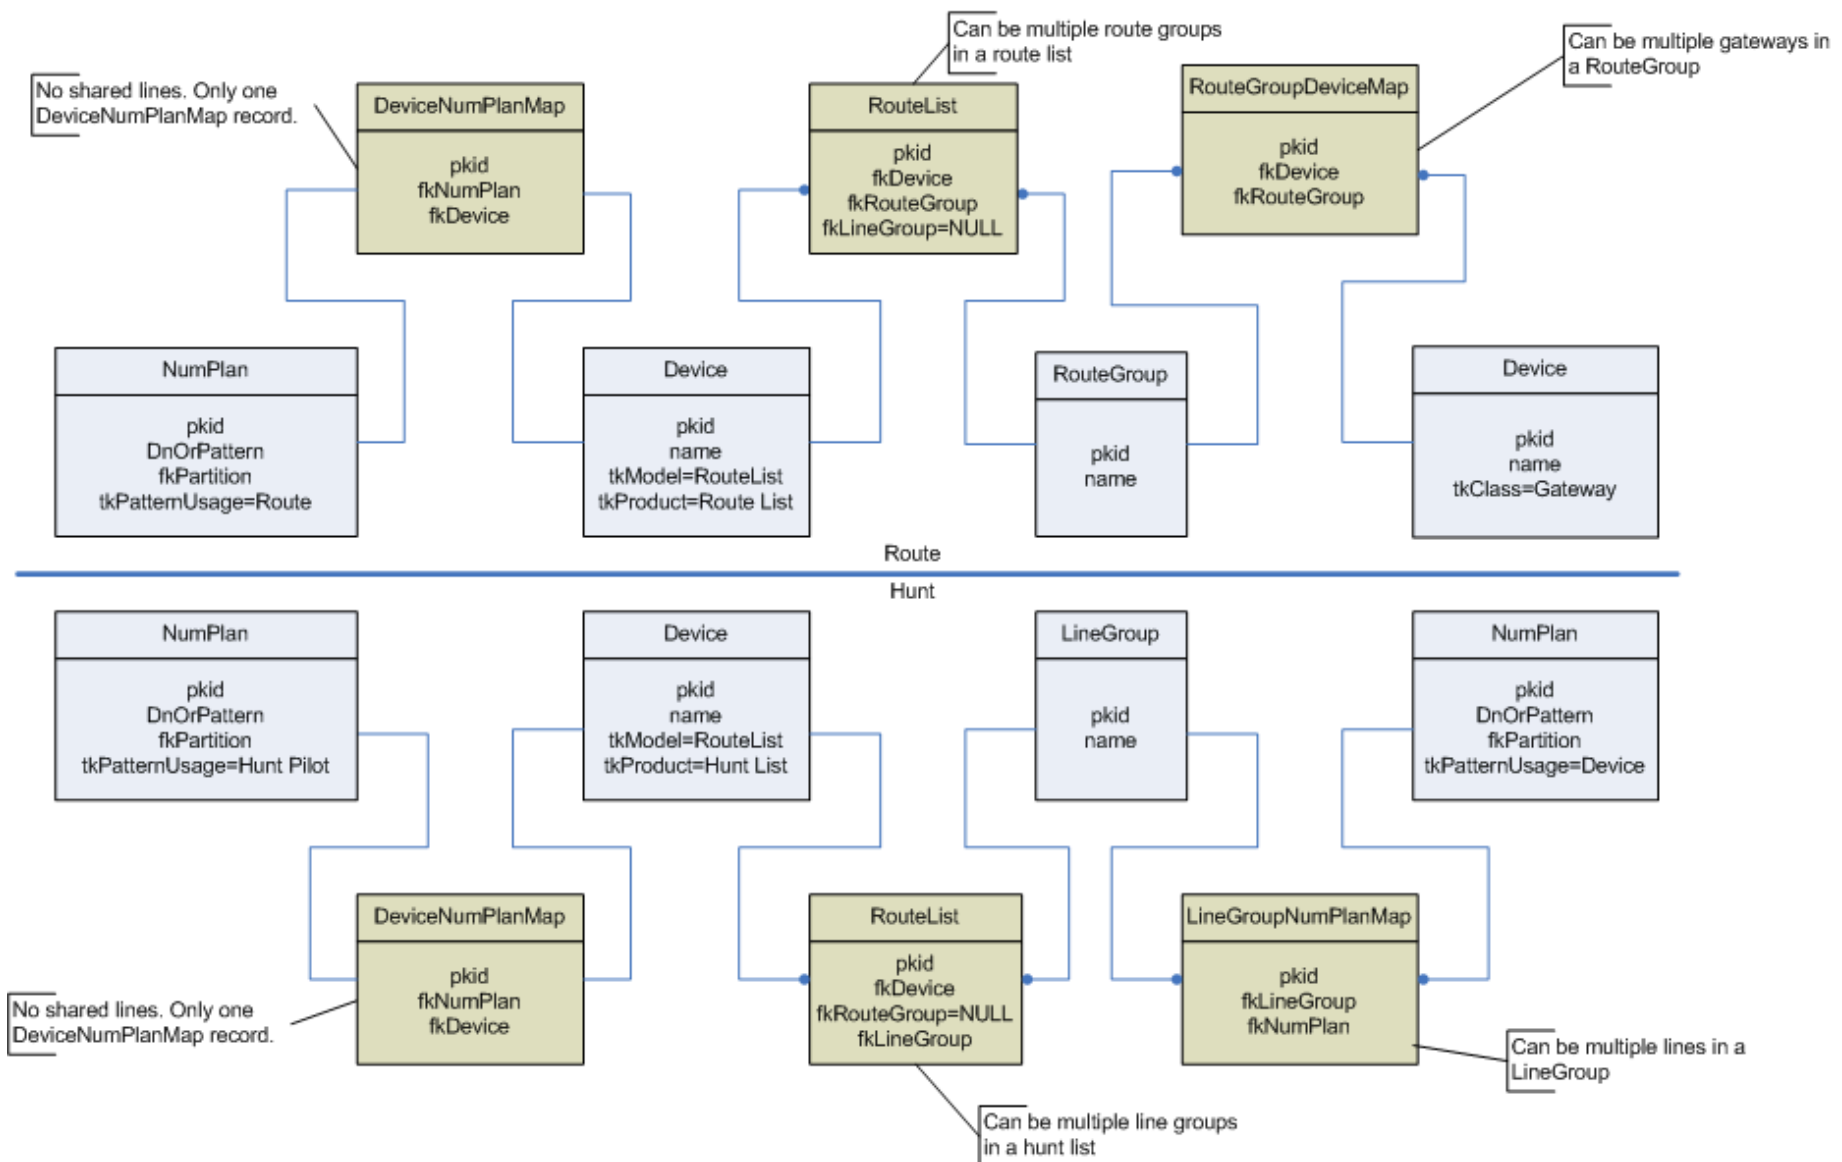 Can be multiple route groups
in a route list
Can be multiple gateways in
a RouteGroup
No shared lines. Only one
DeviceNumPlanMap record.
DeviceNumPlanMap
pkid
fkNumPlan
fkDevice
RouteList
pkid
fkDevice
fkRouteGroup
fkLineGroup=NULL
RouteGroupDeviceMap
pkid
fkDevice
fkRouteGroup
NumPlan
pkid
DnOrPattern
fkPartition
tkPatternUsage=Route
Device
pkid
name
tkModel=RouteList
tkProduct=Route List
RouteGroup
pkid
name
Device
pkid
name
tkClass=Gateway
Route
Hunt
NumPlan
pkid
DnOrPattern
fkPartition
tkPatternUsage=Hunt Pilot
Device
pkid
name
tkModel=RouteList
tkProduct=Hunt List
LineGroup
pkid
name
NumPlan
pkid
DnOrPattern
fkPartition
tkPatternUsage=Device
DeviceNumPlanMap
pkid
fkNumPlan
fkDevice
RouteList
pkid
fkDevice
fkRouteGroup=NULL
fkLineGroup
LineGroupNumPlanMap
pkid
fkLineGroup
fkNumPlan
No shared lines. Only one
DeviceNumPlanMap record.
Can be multiple lines in a
LineGroup
Can be multiple line groups
in a hunt list